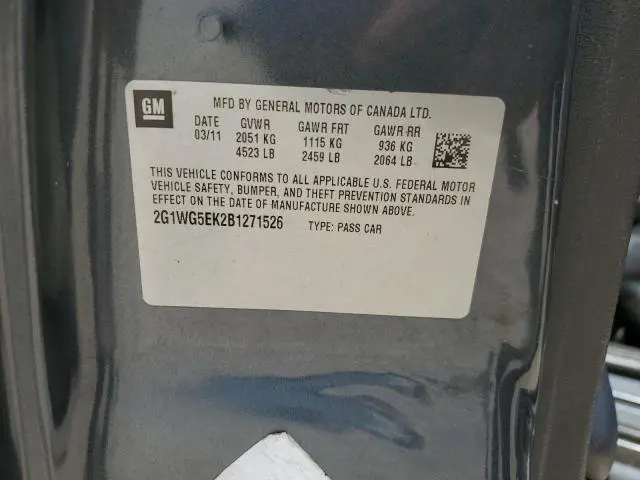 GM
MFD BY GENERAL MOTORS OF CANADA LTD.
DATE GVWR GAWR FRT GAWR RR
03/11 2051 KG 1115 KG 936 KG
4523 LB 2459 LB 2064 LB
THIS VEHICLE CONFORMS TO ALL APPLICABLE U.S. FEDERAL MOTOR
VEHICLE SAFETY, BUMPER, AND THEFT PREVENTION STANDARDS IN
EFFECT ON THE DATE OF MANUFACTURE SHOWN ABOVE.
2G1WG5EK2B1271526 TYPE: PASS CAR